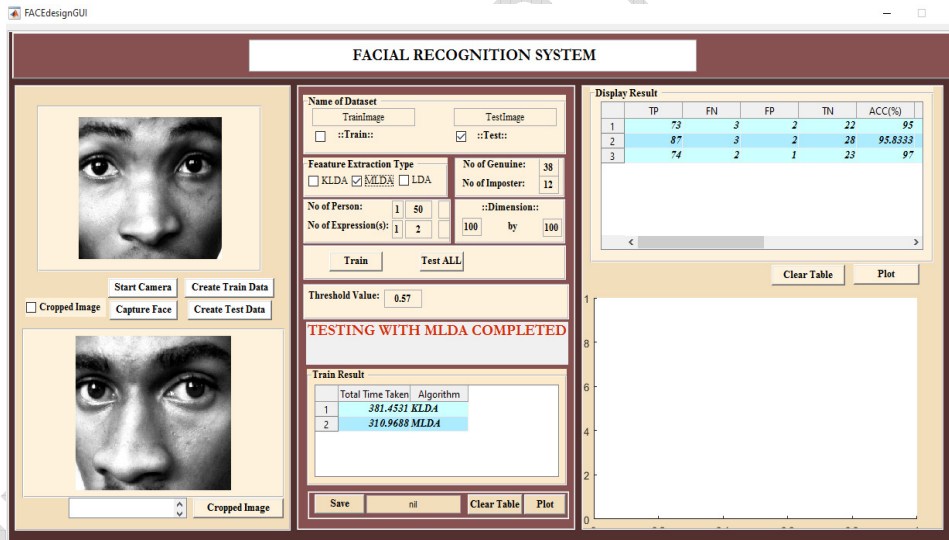 FACEdesignGUI
FACIAL RECOGNITION SYSTEM
Start Camera Create Train Data
Cropped Image Capture Face Create Test Data
Cropped Image
Name of Dataset
TrainImage TestImage
::Train:: ::Test::
Feaature Extraction Type
KLDA MLDA LDA
No of Genuine: 38
No of Imposter: 12
No of Person: 1 50
No of Expression(s): 1 2
::Dimension::
100 by 100
Train Test ALL
Threshold Value: 0.57
TESTING WITH MLDA COMPLETED
Train Result
Total Time Taken Algorithm
1 381.4531 KLDA
2 310.9688 MLDA
Save nil Clear Table Plot
Display Result
TP FN FP TN ACC(%)
1 73 3 2 22 95
2 87 3 2 28 95.8333
3 74 2 1 23 97
Clear Table Plot
1
8
6
4
2
0